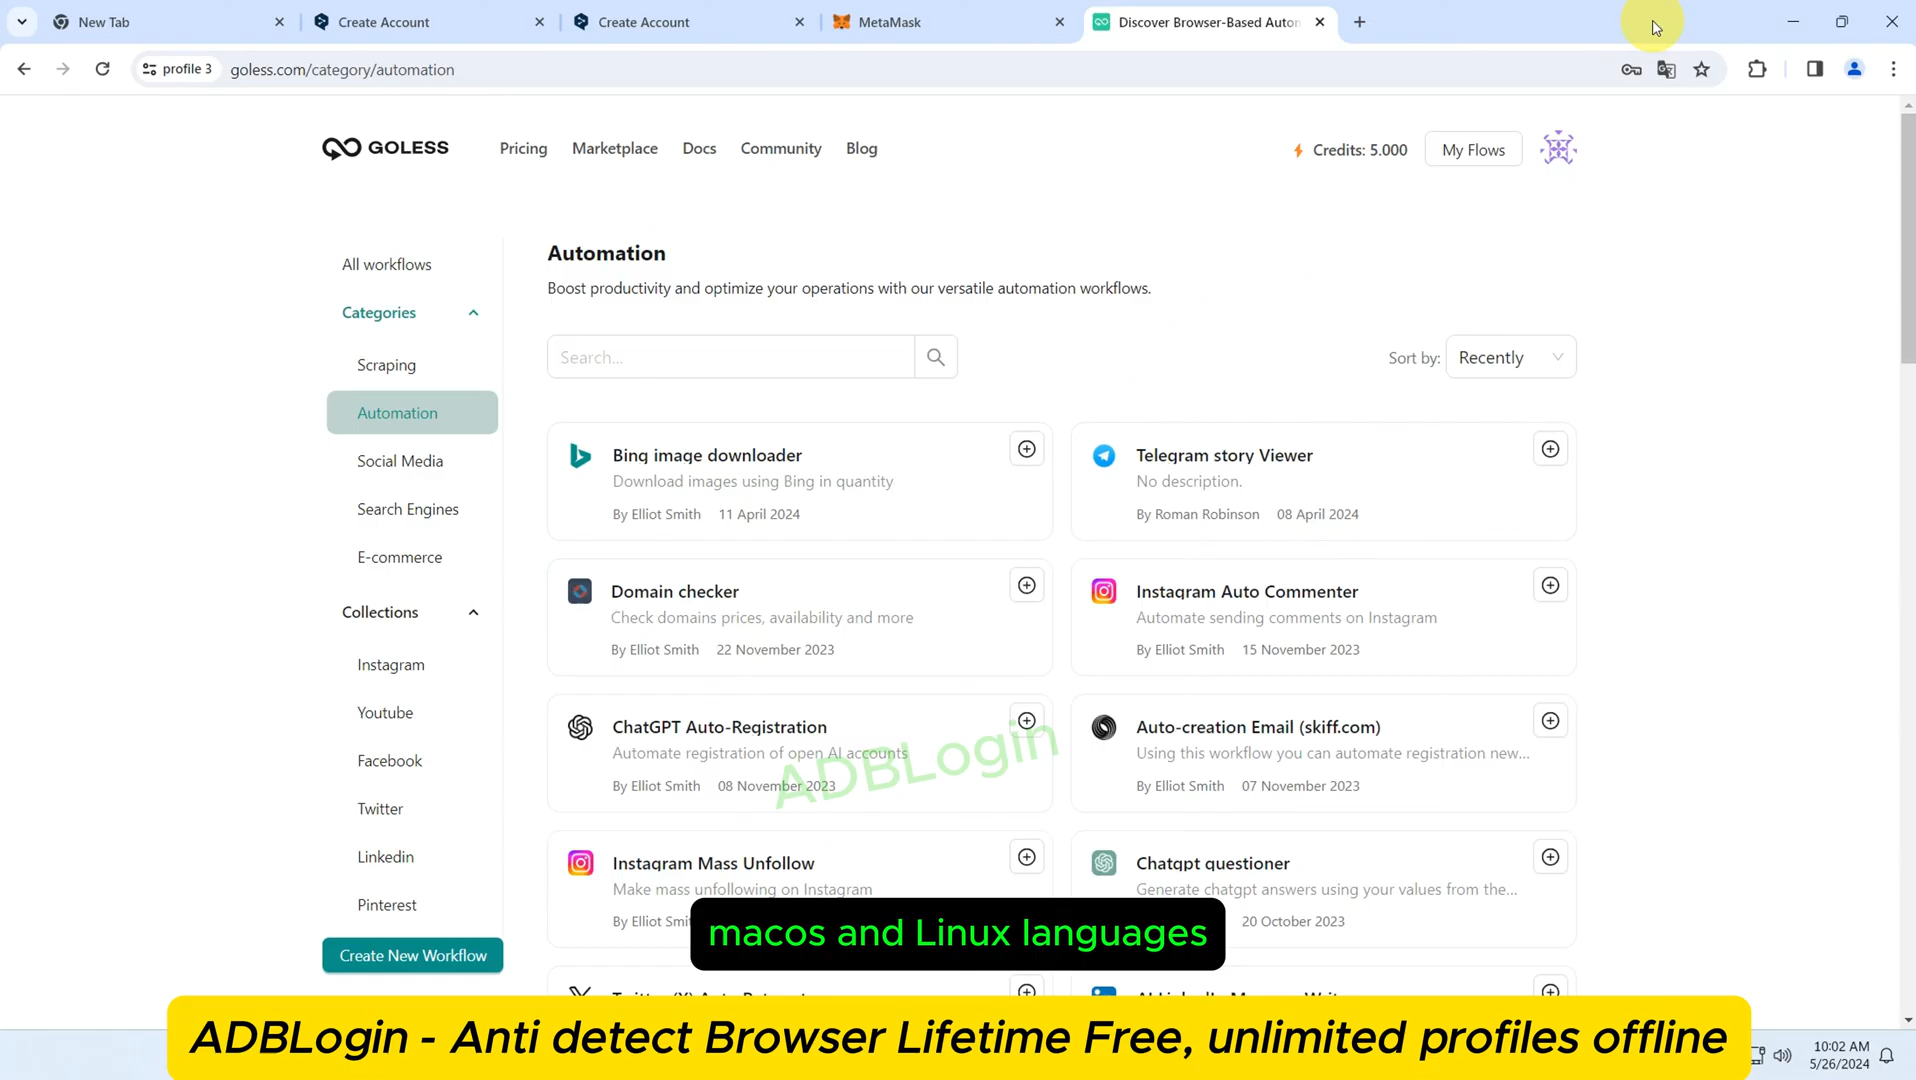 New Tab
Create Account
Create Account
MetaMask
Discover Browser-Based Auton
profile 3
goless.com/category/automation
GOLESS
Pricing
Marketplace
Docs
Community
Blog
Credits: 5.000
My Flows
All workflows
Categories
Scraping
Automation
Social Media
Search Engines
E-commerce
Collections
Instagram
Youtube
Facebook
Twitter
Linkedin
Pinterest
Create New Workflow
Automation
Boost productivity and optimize your operations with our versatile automation workflows.
Search...
Sort by:
Recently
Bing image downloader
Download images using Bing in quantity
By Elliot Smith 11 April 2024
Telegram story Viewer
No description.
By Roman Robinson 08 April 2024
Domain checker
Check domains prices, availability and more
By Elliot Smith 22 November 2023
Instagram Auto Commenter
Automate sending comments on Instagram
By Elliot Smith 15 November 2023
ChatGPT Auto-Registration
Automate registration of open AI accounts
By Elliot Smith 08 November 2023
Auto-creation Email (skiff.com)
Using this workflow you can automate registration new...
By Elliot Smith 07 November 2023
ADBLogin
Instagram Mass Unfollow
Make mass unfollowing on Instagram
By Elliot Smi
Chatgpt questioner
Generate chatgpt answers using your values from the...
20 October 2023
macos and Linux languages
ADBLogin - Anti detect Browser Lifetime Free, unlimited profiles offline
10:02 AM
5/26/2024